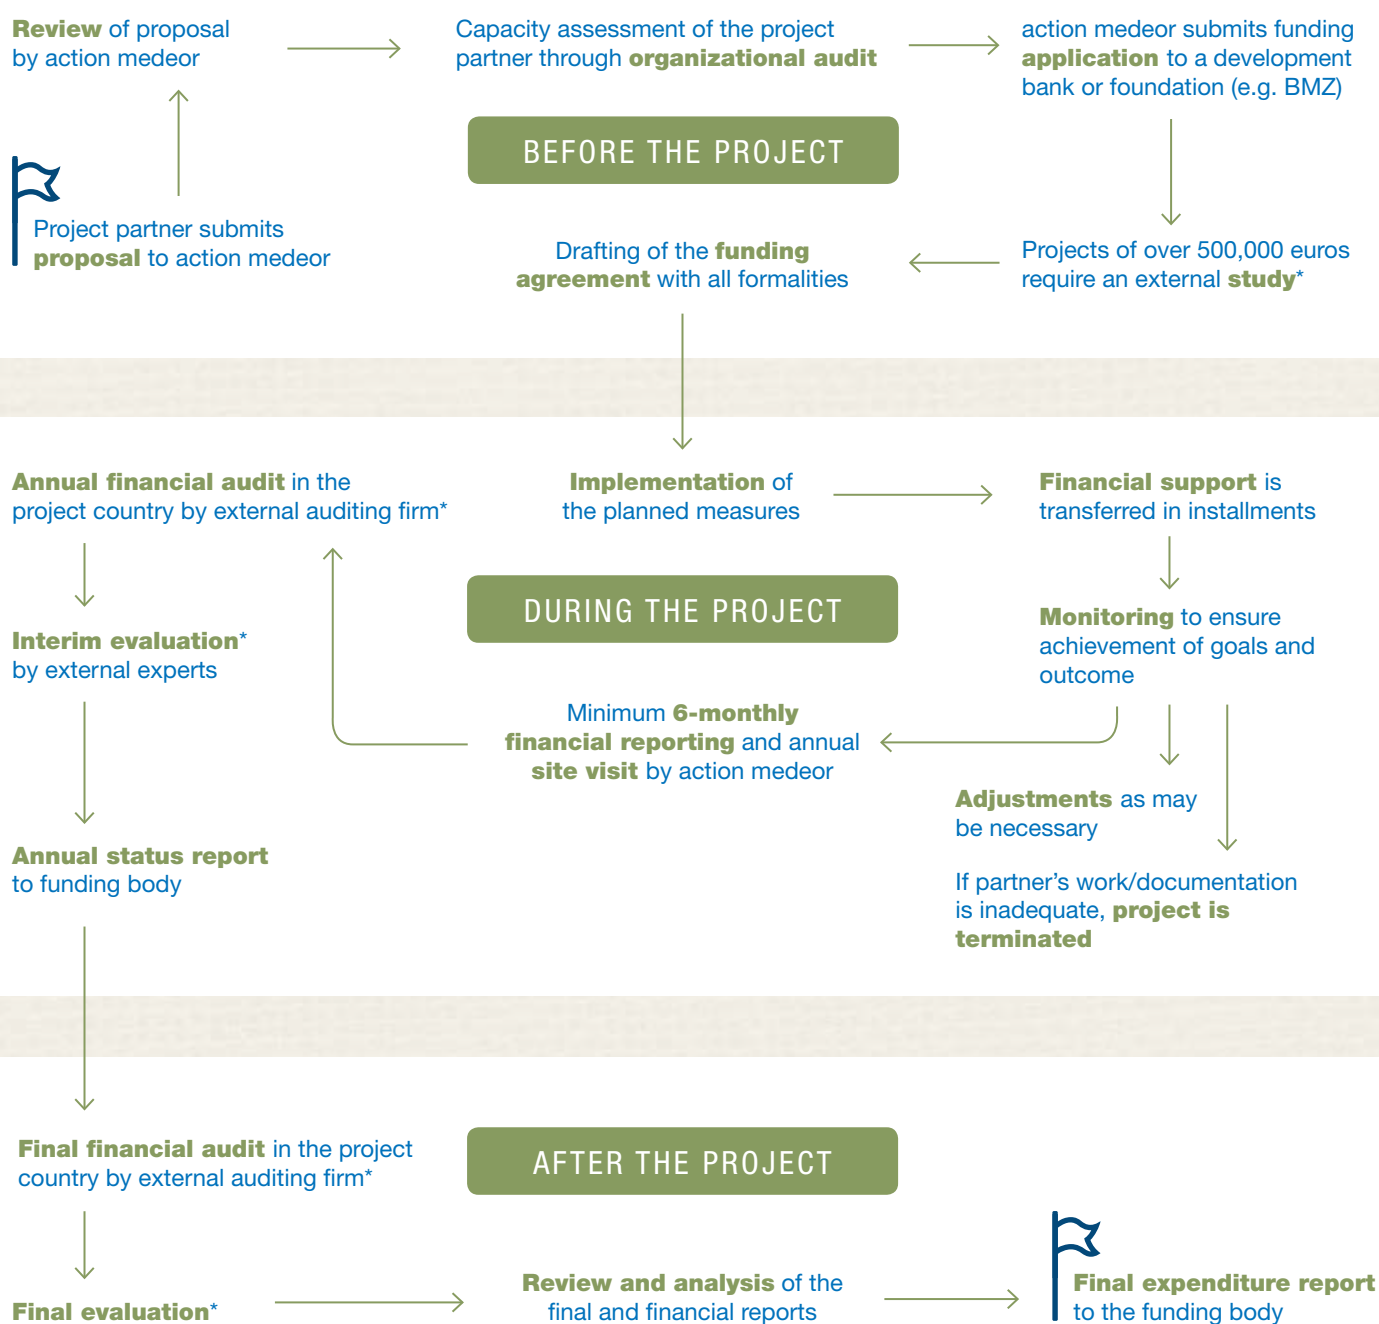 Review of proposal
by action medeor
Capacity assessment of the project
partner through organizational audit
action medeor submits funding
application to a development
bank or foundation (e.g. BMZ)
BEFORE THE PROJECT
Project partner submits
proposal to action medeor
Drafting of the funding
agreement with all formalities
Projects of over 500,000 euros
require an external study*
Annual financial audit in the
project country by external auditing firm*
Implementation of
the planned measures
Financial support is
transferred in installments
DURING THE PROJECT
Interim evaluation*
by external experts
Monitoring to ensure
achievement of goals and
outcome
Minimum 6-monthly
financial reporting and annual
site visit by action medeor
Adjustments as may
be necessary
Annual status report
to funding body
If partner’s work/documentation
is inadequate, project is
terminated
Final financial audit in the project
country by external auditing firm*
AFTER THE PROJECT
Final evaluation*
Review and analysis of the
final and financial reports
Final expenditure report
to the funding body